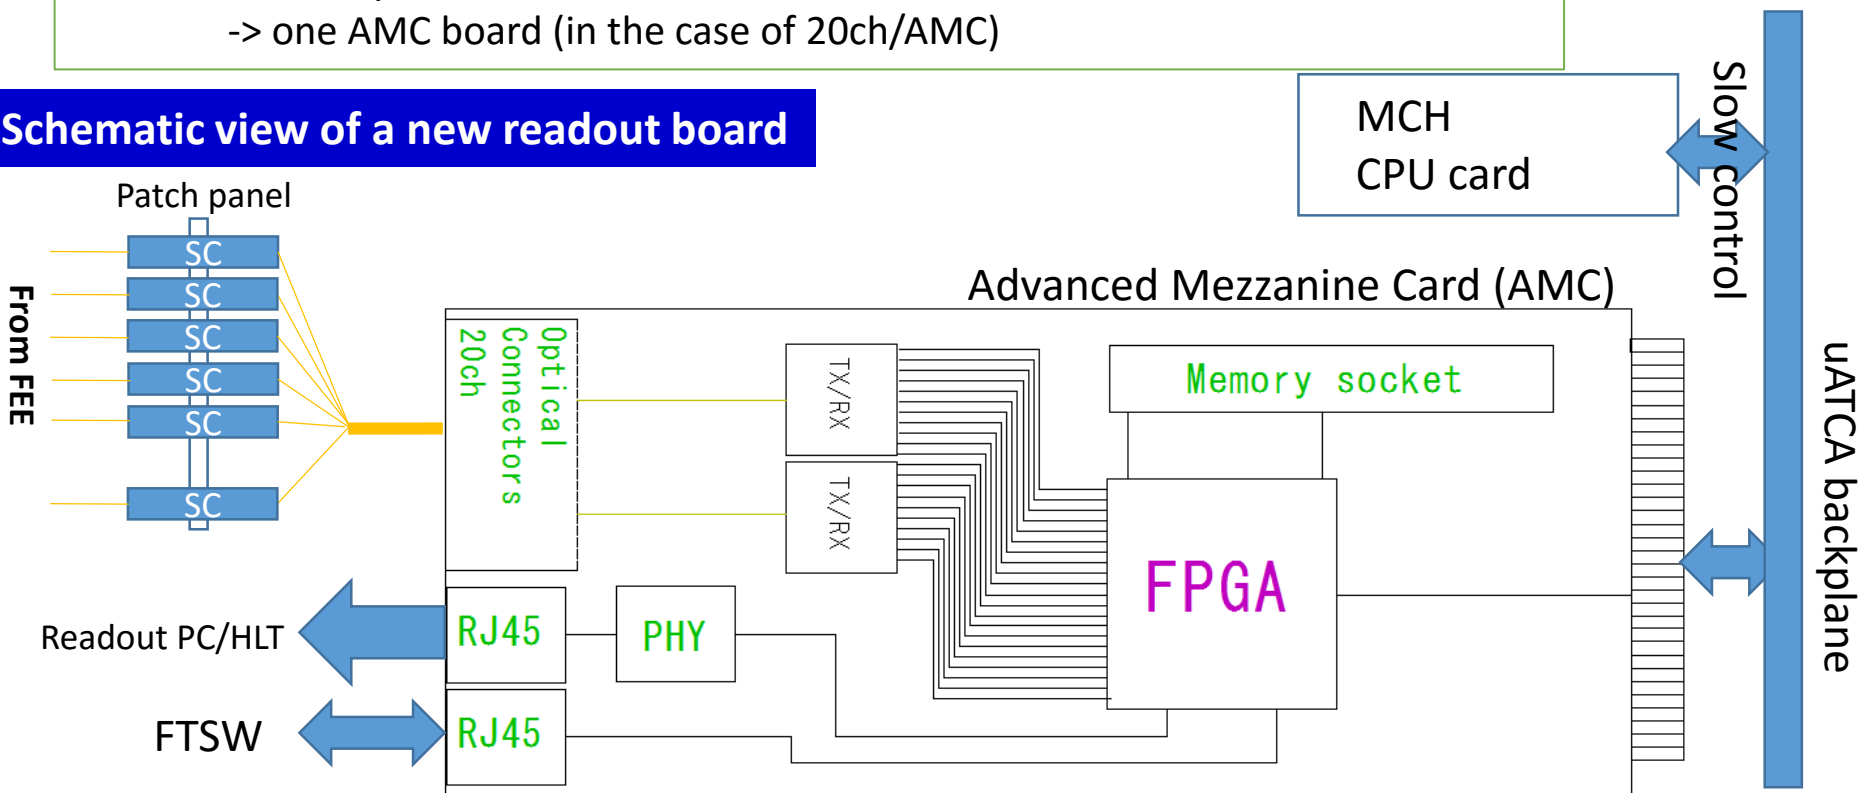 -> one AMC board (in the case of 20ch/AMC)
Schematic view of a new readout board
MCH
CPU card
Slow control
Patch panel
SC
SC
SC
SC
SC
SC
From FEE
Advanced Mezzanine Card (AMC)
Optical
Connectors
20ch
TX/RX
TX/RX
Memory socket
FPGA
uATCA backplane
Readout PC/HLT
RJ45
PHY
FTSW
RJ45